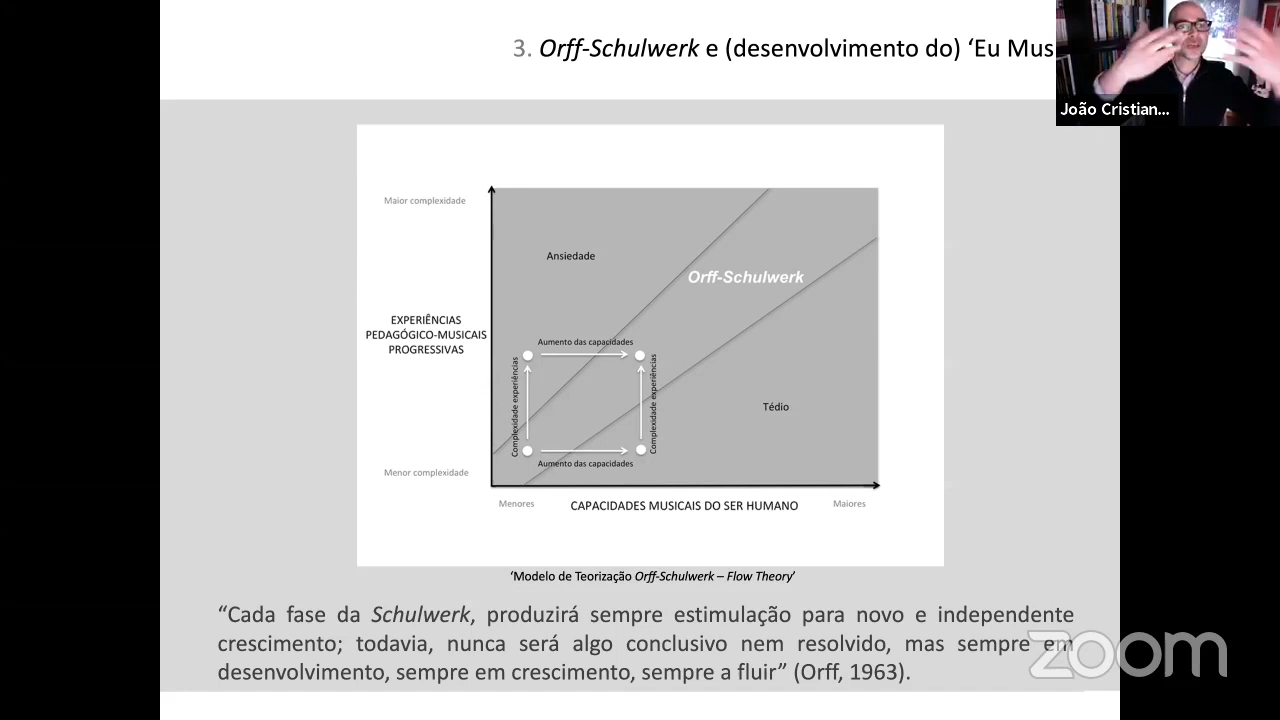 3. Orff-Schulwerk e (desenvolvimento do) ‘Eu Mus
João Cristian...
Maior complexidade
Ansiedade
Orff-Schulwerk
EXPERIÊNCIAS
PEDAGÓGICO-MUSICAIS
PROGRESSIVAS
Aumento das capacidades
Complexidade experiências
Complexidade experiências
Tédio
Aumento das capacidades
Menor complexidade
Menores
CAPACIDADES MUSICAIS DO SER HUMANO
Maiores
‘Modelo de Teorização Orff-Schulwerk – Flow Theory’
“Cada fase da Schulwerk, produzirá sempre estimulação para novo e independente
crescimento; todavia, nunca será algo conclusivo nem resolvido, mas sempre em
desenvolvimento, sempre em crescimento, sempre a fluir” (Orff, 1963).
zoom